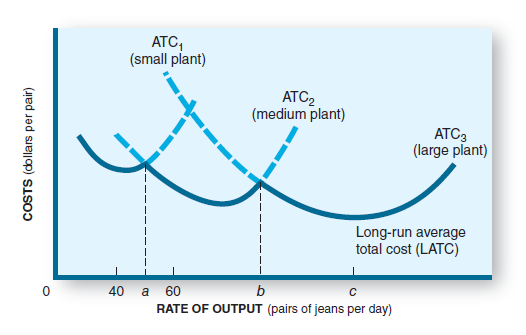 ATC₁
(small plant)
ATC₂
(medium plant)
ATC₃
(large plant)
COSTS (dollars per pair)
Long-run average
total cost (LATC)
0
40 a 60 b c
RATE OF OUTPUT (pairs of jeans per day)